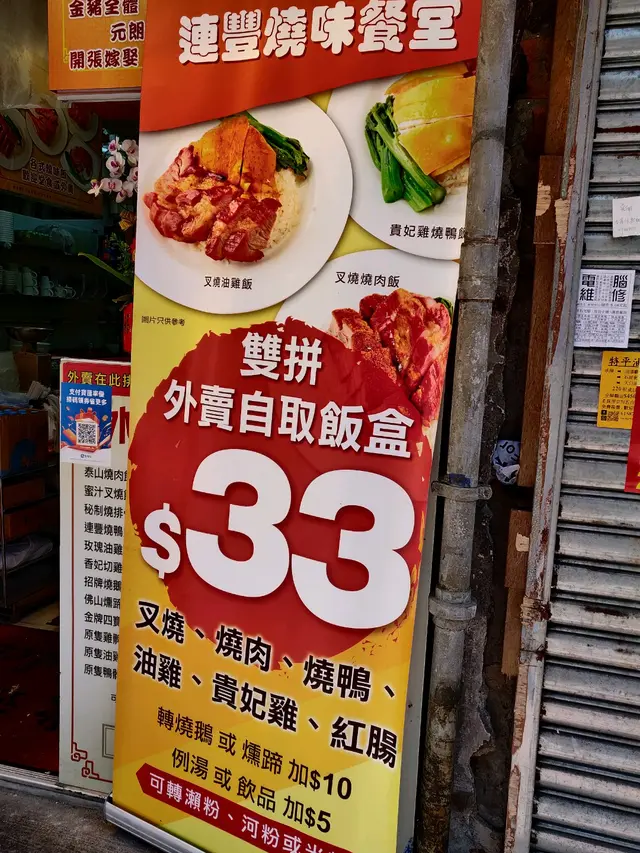 金豬全體
元朗
開張嫁娶
連豐燒味餐室
叉燒油雞飯
貴妃雞燒鴨飯
叉燒燒肉飯
圖片只供參考
雙拼
外賣自取飯盒
$33
叉燒、燒肉、燒鴨、
油雞、貴妃雞、紅腸
轉燒鵝 或 燻蹄 加$10
例湯 或 飲品 加$5
可轉瀨粉、河粉或米
外賣在此排
泰山燒肉
蜜汁叉燒
秘制燒排
連豐燒鴨
玫瑰油雞
香妃切雞
招牌燒鵝
佛山燻蹄
金牌四寶
原隻雞
原隻油雞
原隻鴨
電腦
維修
特平